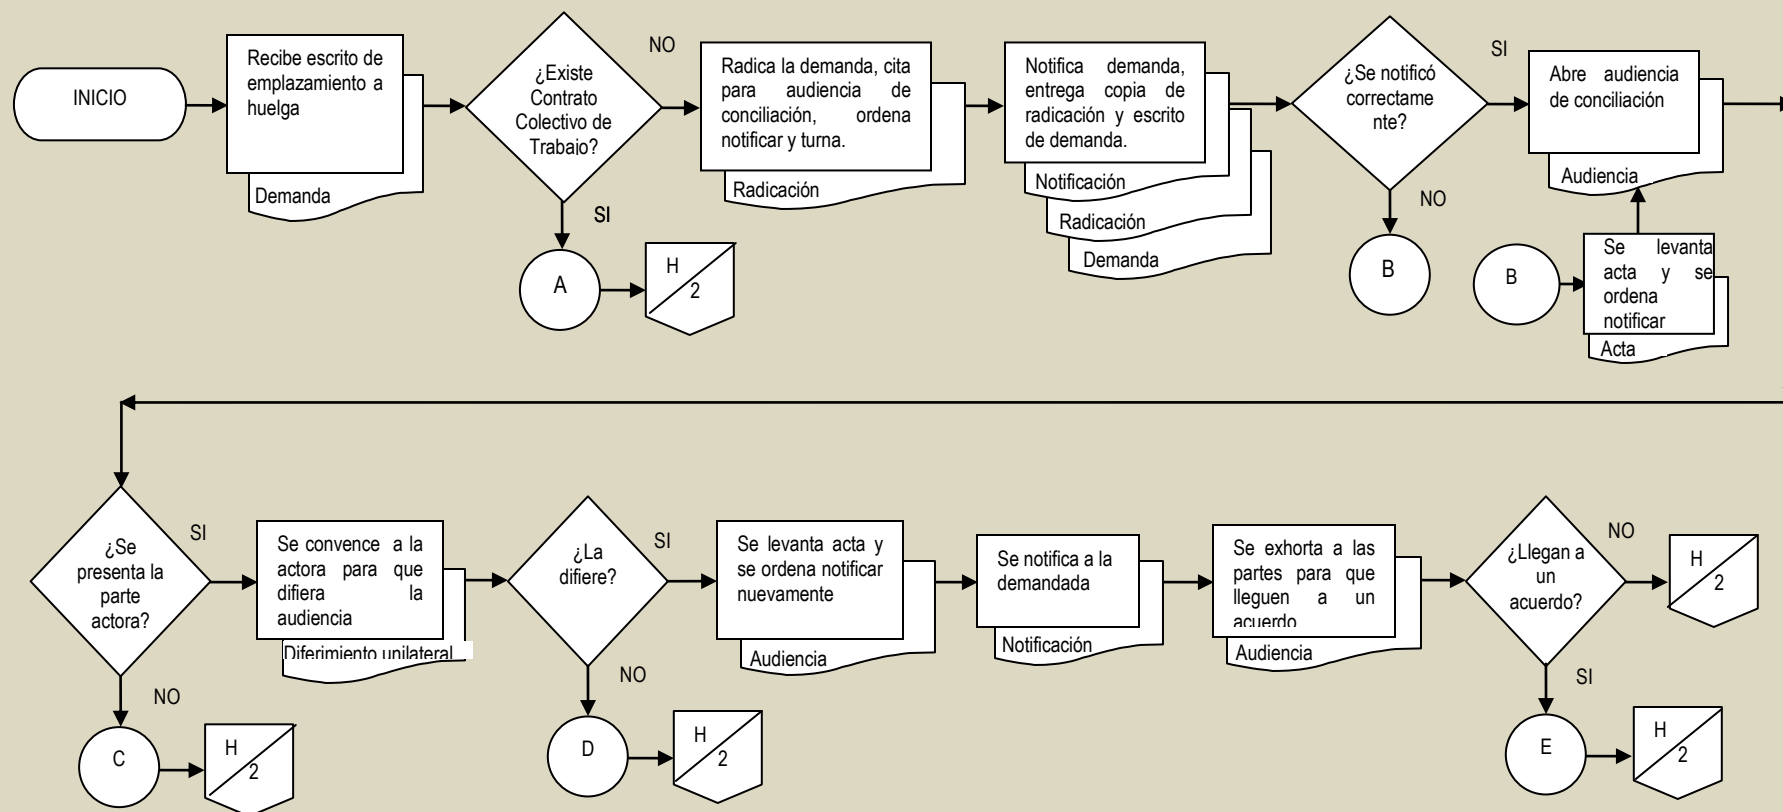 INICIO
Recibe escrito de
emplazamiento a
huelga
Demanda
¿Existe
Contrato
Colectivo de
Trabajo?
NO
SI
A
H
2
Radica la demanda, cita
para audiencia de
conciliación, ordena
notificar y turna.
Radicación
Notifica demanda,
entrega copia de
radicación y escrito
de demanda.
Notificación
Radicación
Demanda
¿Se notificó
correctame
nte?
SI
NO
B
Abre audiencia
de conciliación
Audiencia
B
Se levanta
acta y se
ordena
notificar
Acta
¿Se
presenta la
parte
actora?
SI
NO
C
H
2
Se convence a la
actora para que
difiera la
audiencia
Diferimiento unilateral
¿La
difiere?
SI
NO
D
H
2
Se levanta acta y
se ordena notificar
nuevamente
Audiencia
Se notifica a la
demandada
Notificación
Se exhorta a las
partes para que
lleguen a un
acuerdo
Audiencia
¿Llegan a
un
acuerdo?
NO
H
2
SI
E
H
2